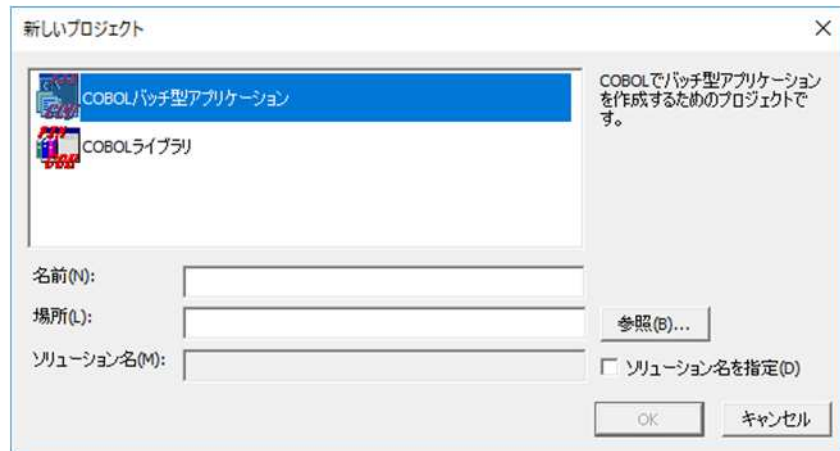 新しいプロジェクト
COBOLバッチ型アプリケーション
COBOLライブラリ
COBOLでバッチ型アプリケーション
を作成するためのプロジェクトで
す。
名前(N):
場所(L):
参照(B)...
ソリューション名(M):
ソリューション名を指定(D)
OK
キャンセル